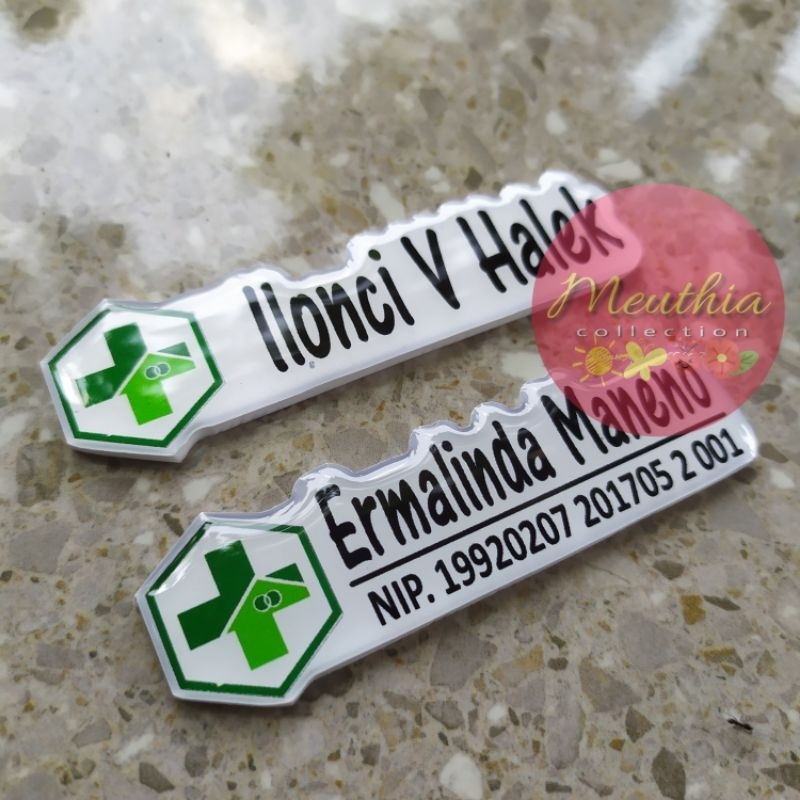 Ilonci V Halek
Meuthia
collection
Ermalinda Maneno
NIP. 19920207 201705 2 001